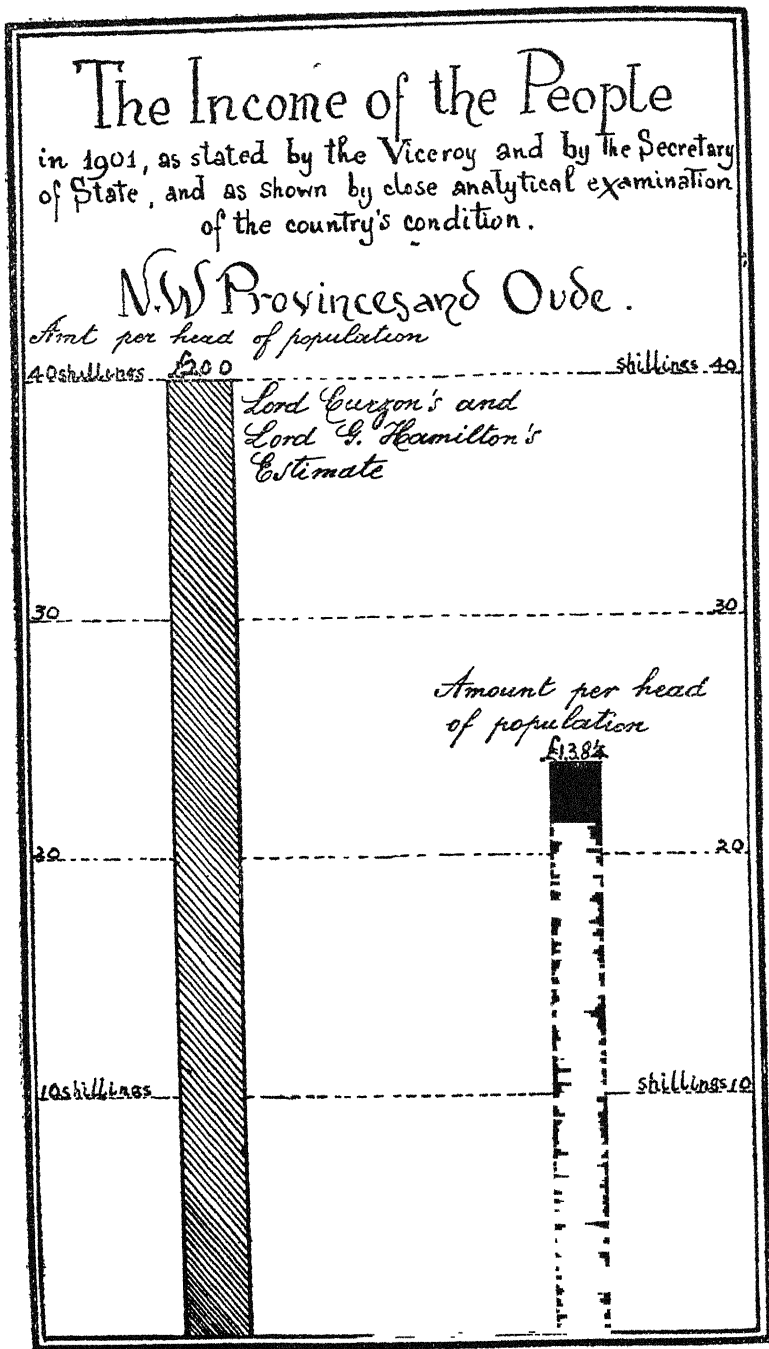 The Income of the People
in 1901, as stated by the Viceroy and by the Secretary
of State, and as shown by close analytical examination
of the country's condition.
N.W Provinces and Oude.
Amt per head of population
40 shillings £200 shillings 40
Lord Curzon's and
Lord G. Hamilton's
Estimate
30 30
Amount per head
of population
20 20
10 shillings shillings 10